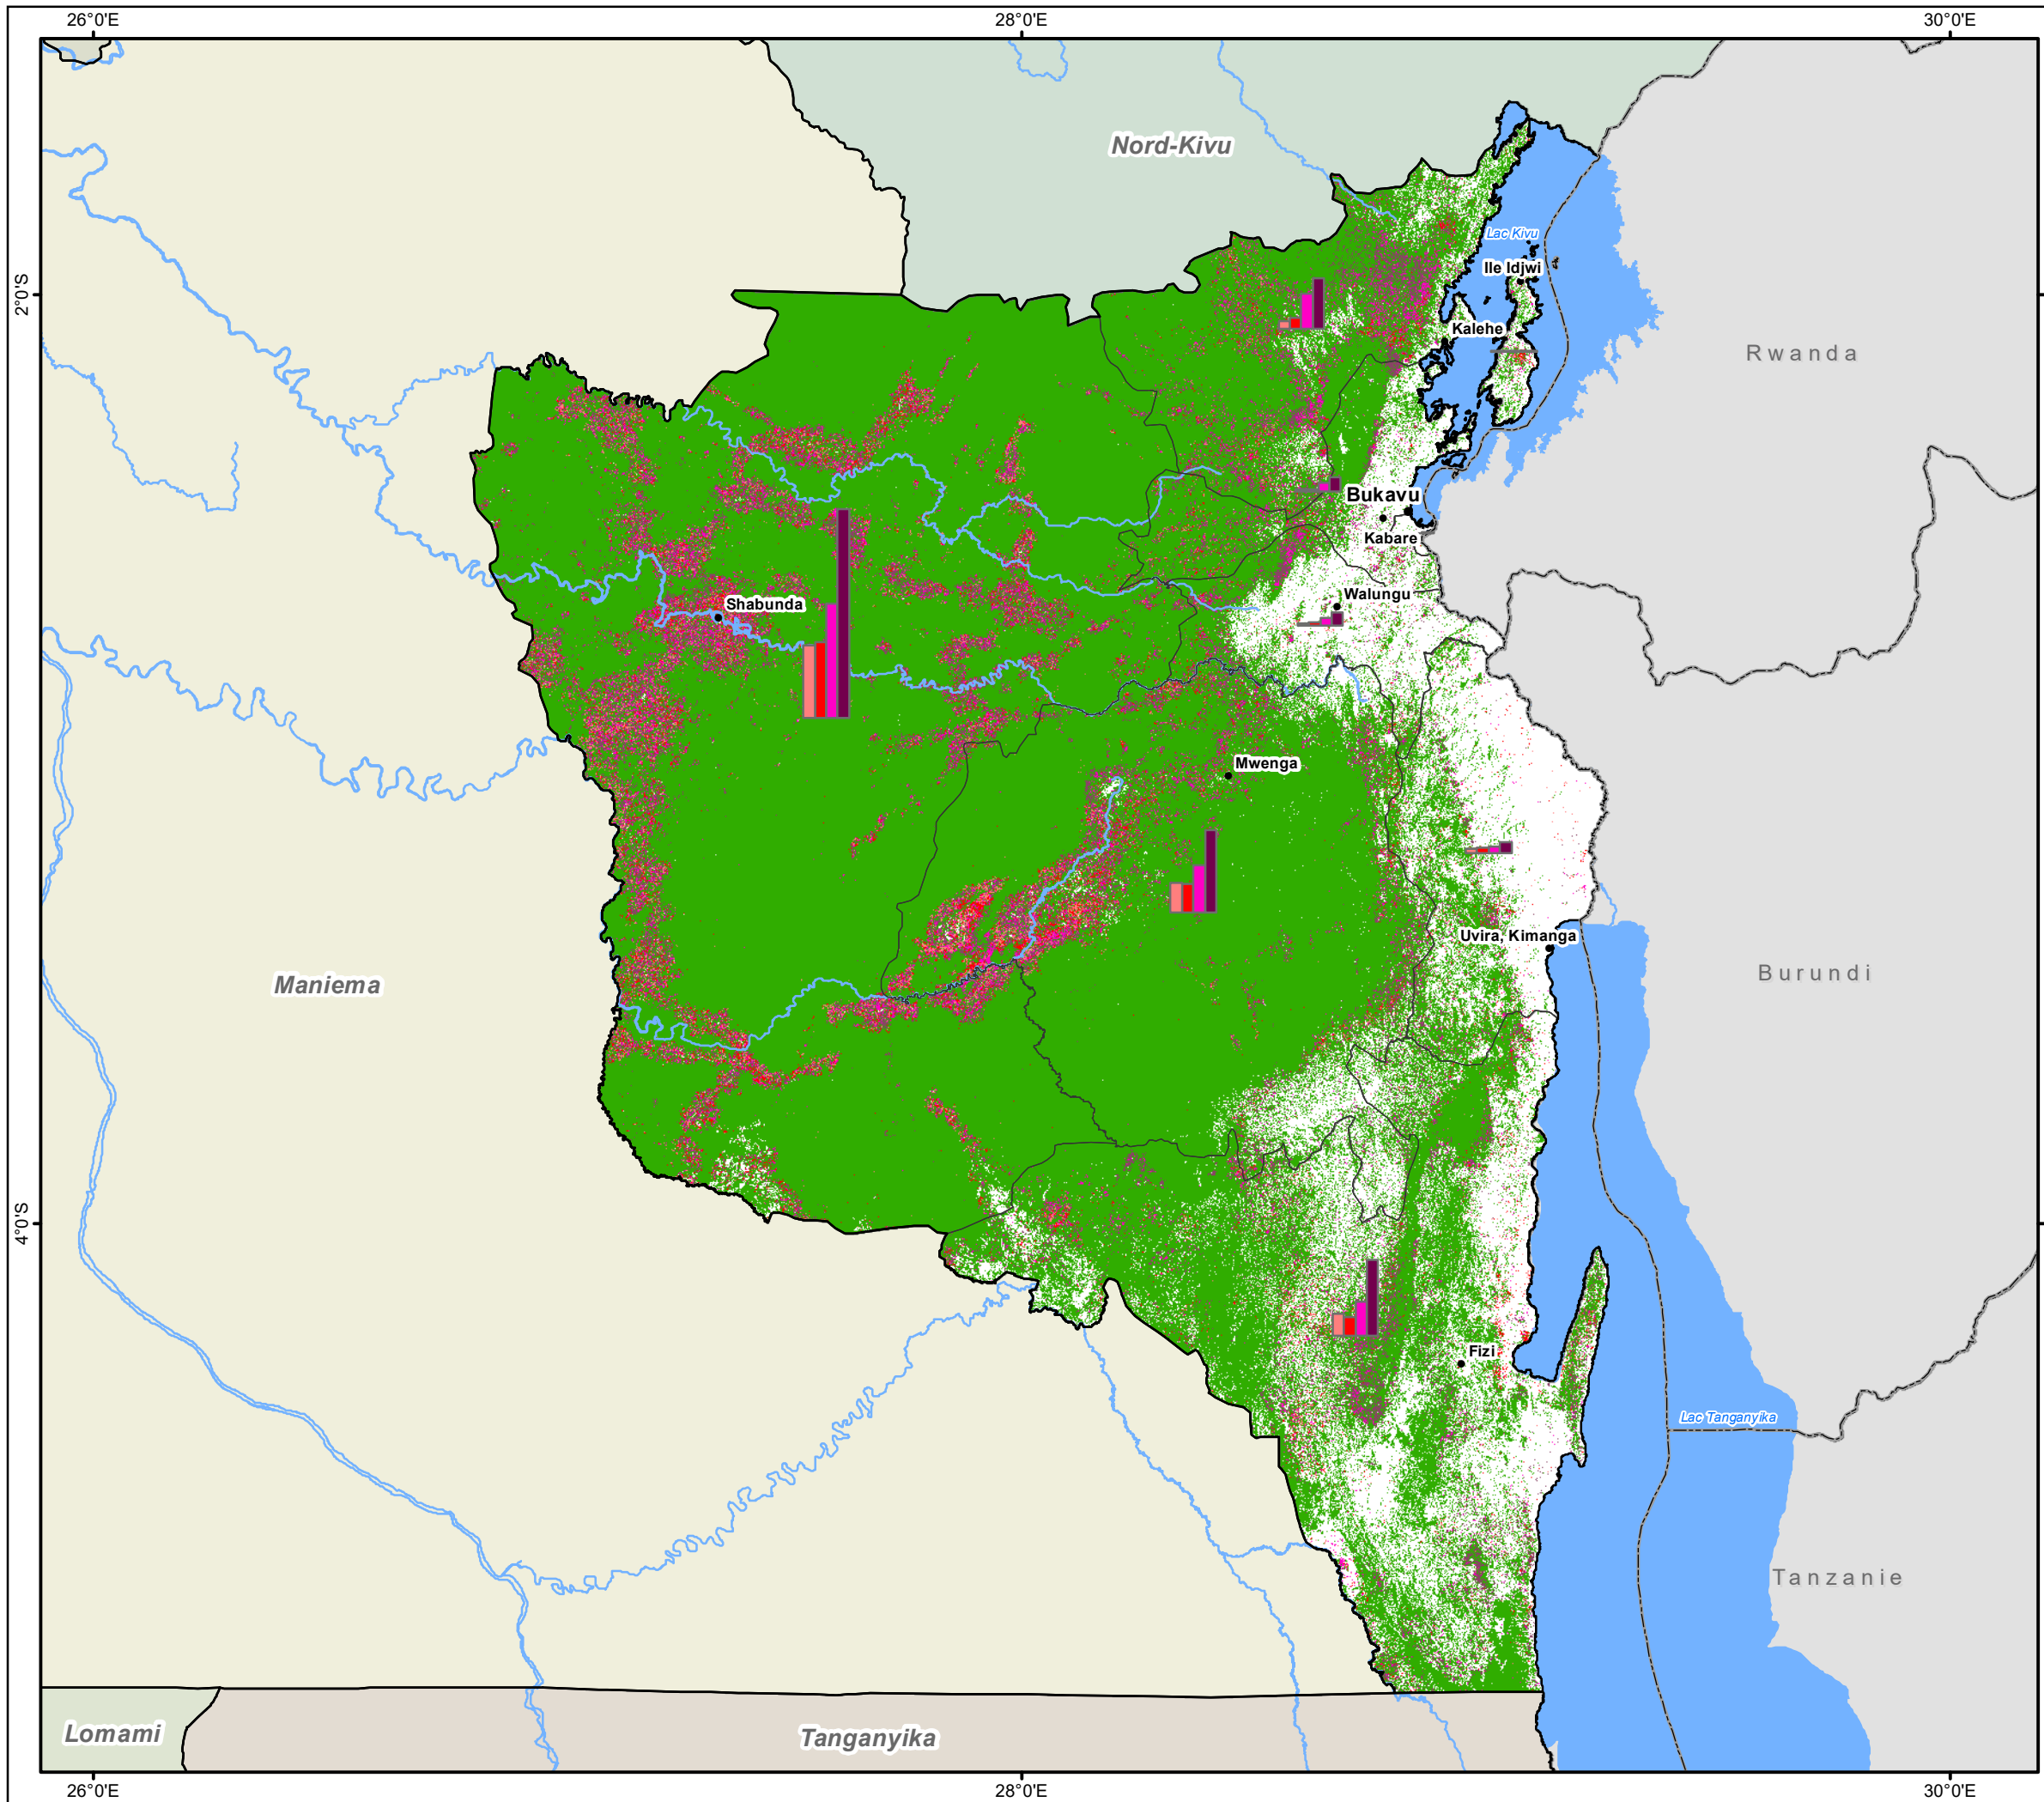 26°0'E
28°0'E
30°0'E
Nord-Kivu
Lac Kivu
Ile Idjwi
2°0'S
2°0'S
Kalehe
Rwanda
Bukavu
Kabare
Walungu
Shabunda
Mwenga
Uvira, Kimanga
Maniema
Burundi
4°0'S
Fizi
Lac Tanganyika
Tanzanie
Lomami
Tanganyika
26°0'E
28°0'E
30°0'E